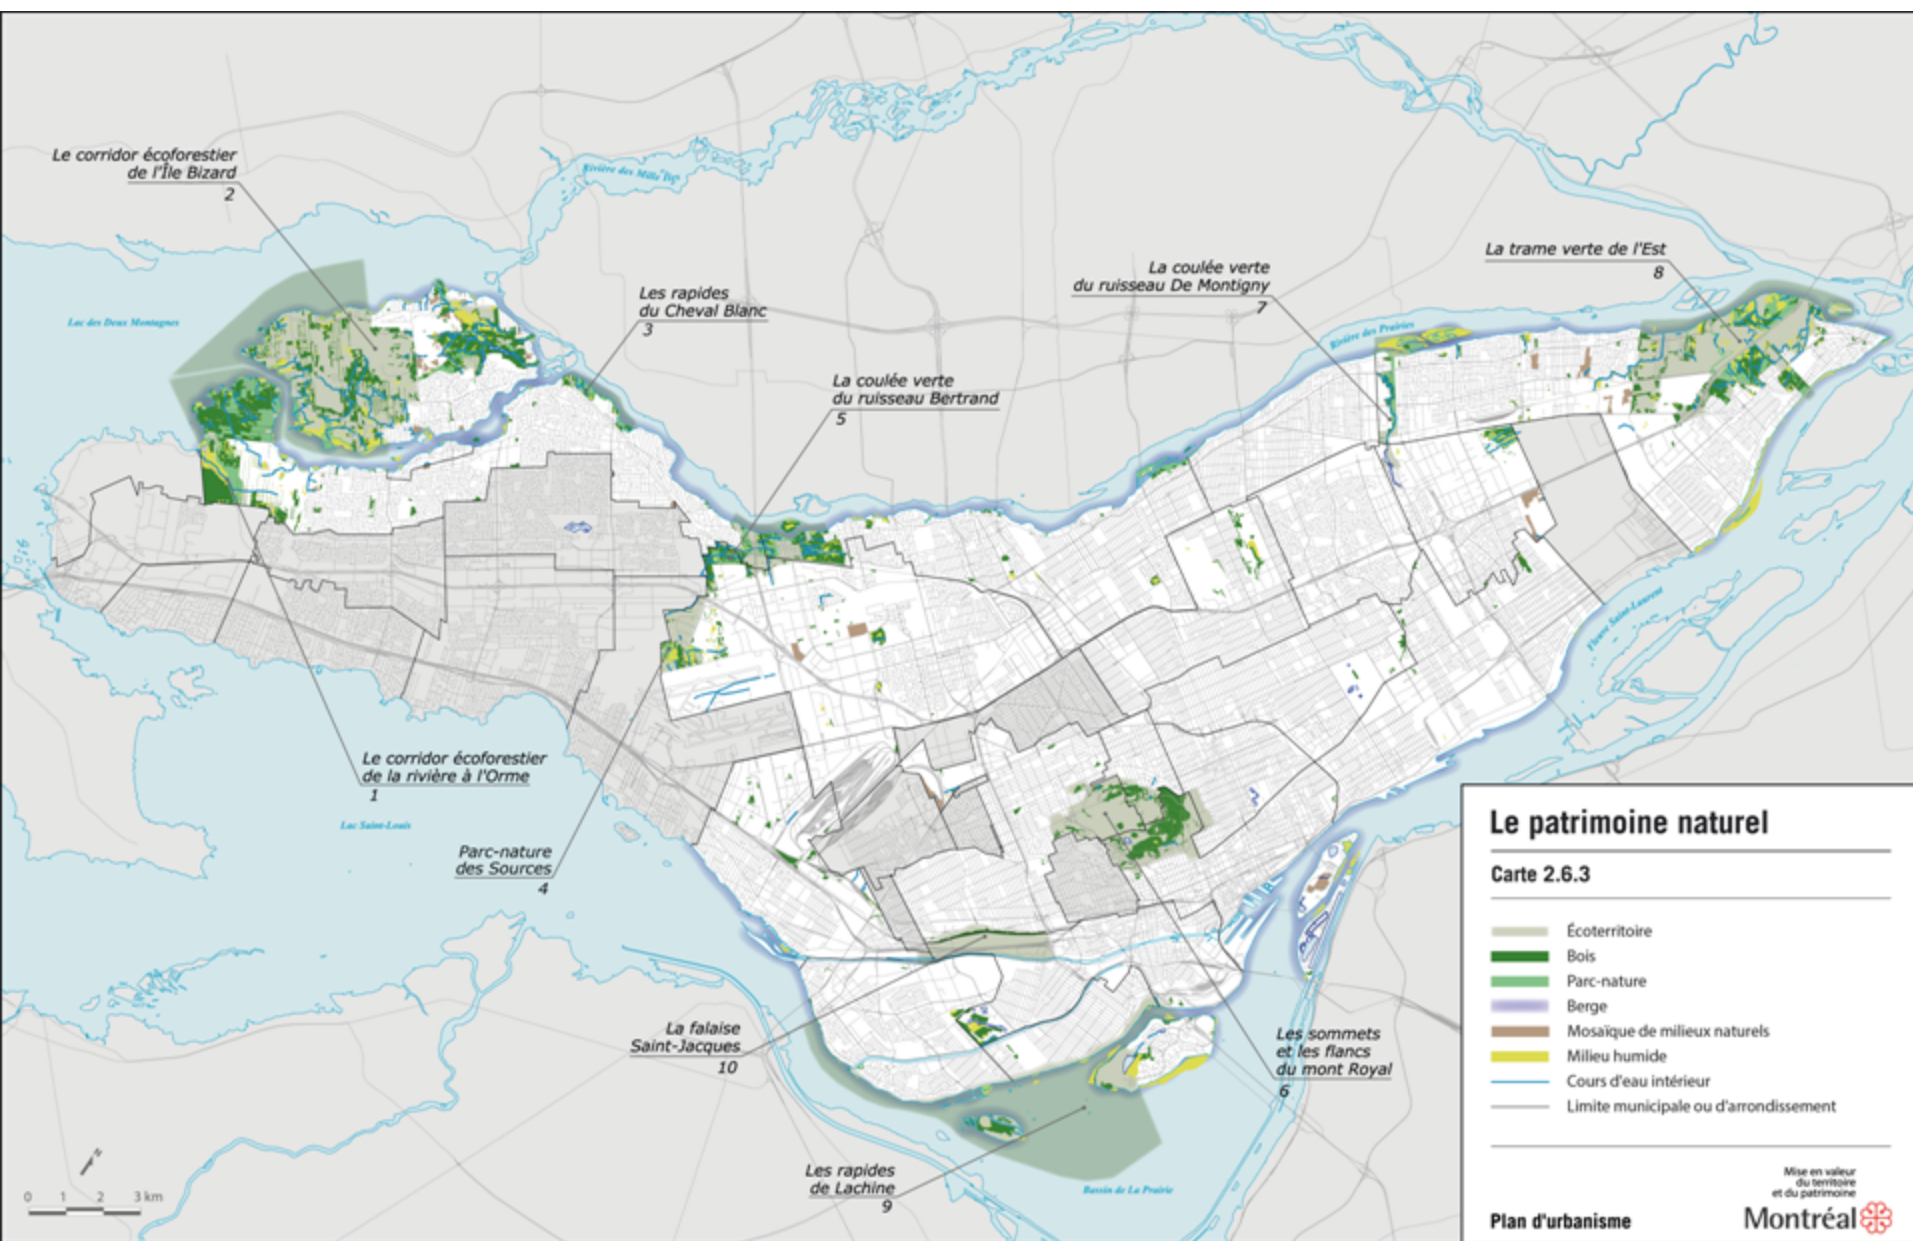 Le corridor écoforestier
de l'Île Bizard
2
Rivière des Mille Îles
La trame verte de l'Est
8
La coulée verte
du ruisseau De Montigny
7
Les rapides
du Cheval Blanc
3
Lac des Deux Montagnes
Rivière des Prairies
La coulée verte
du ruisseau Bertrand
5
Fleuve Saint-Laurent
Le corridor écoforestier
de la rivière à l'Orme
1
Lac Saint-Louis
Parc-nature
des Sources
4
La falaise
Saint-Jacques
10
Les sommets
et les flancs
du mont Royal
6
Les rapides
de Lachine
9
Bassin de La Prairie
N
0 1 2 3 km
Le patrimoine naturel
Carte 2.6.3
Écoterritoire
Bois
Parc-nature
Berge
Mosaïque de milieux naturels
Milieu humide
Cours d'eau intérieur
Limite municipale ou d'arrondissement
Mise en valeur
du territoire
et du patrimoine
Plan d'urbanisme
Montréal